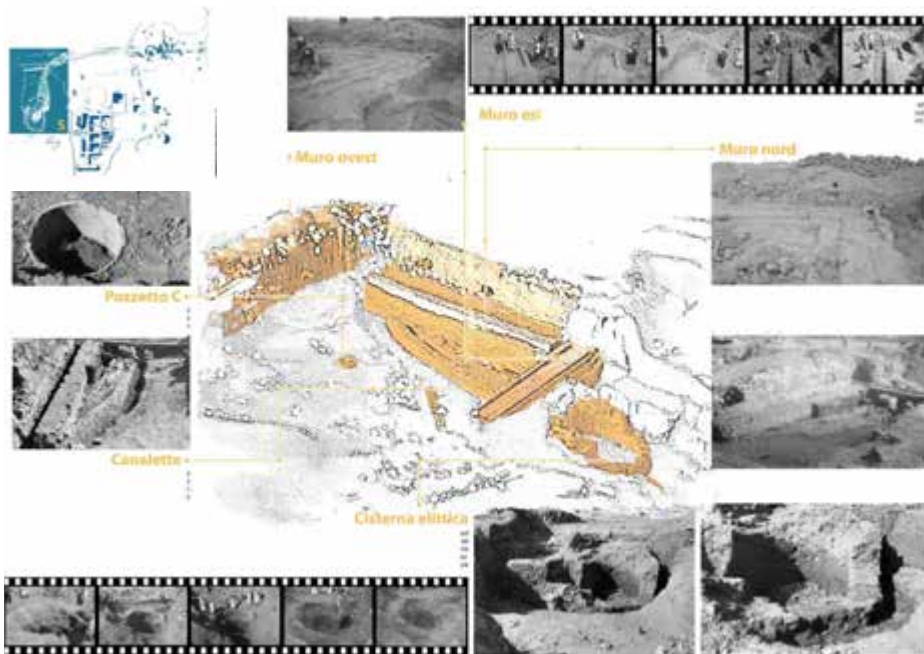 Muro est
Muro ovest
Muro nord
S
Pozzetto C
Canaletta
Cisterna ellittica